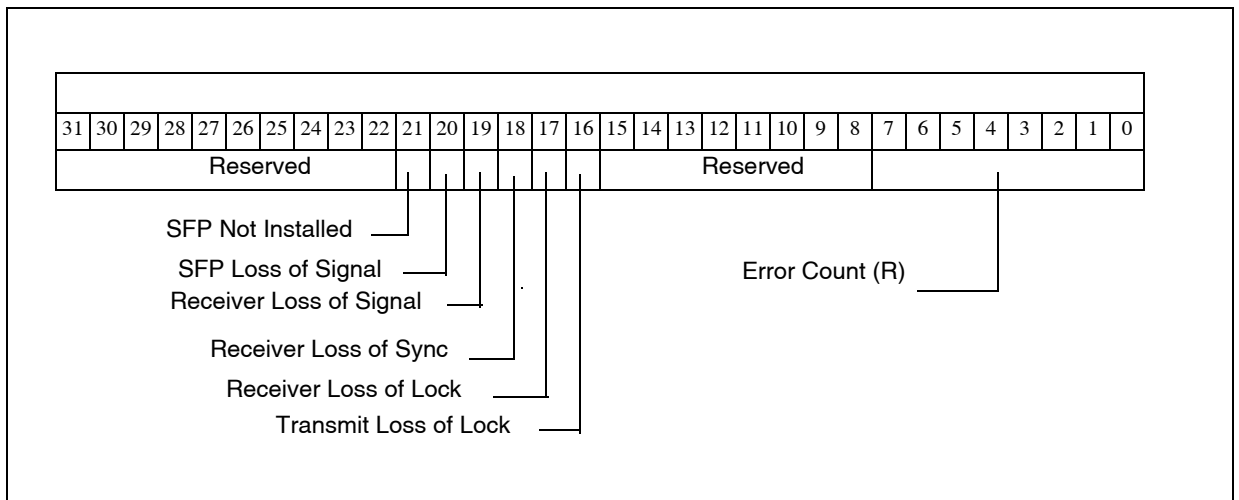 31 30 29 28 27 26 25 24 23 22 21 20 19 18 17 16 15 14 13 12 11 10 9 8 7 6 5 4 3 2 1 0
Reserved Reserved
SFP Not Installed
SFP Loss of Signal
Error Count (R)
Receiver Loss of Signal
Receiver Loss of Sync
Receiver Loss of Lock
Transmit Loss of Lock